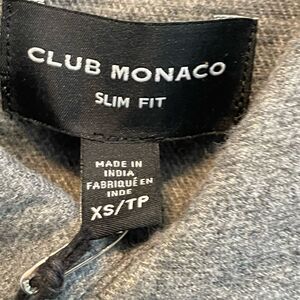 CLUB MONACO
SLIM FIT
MADE IN
INDIA
FABRIQUÉ EN
INDE
XS/TP